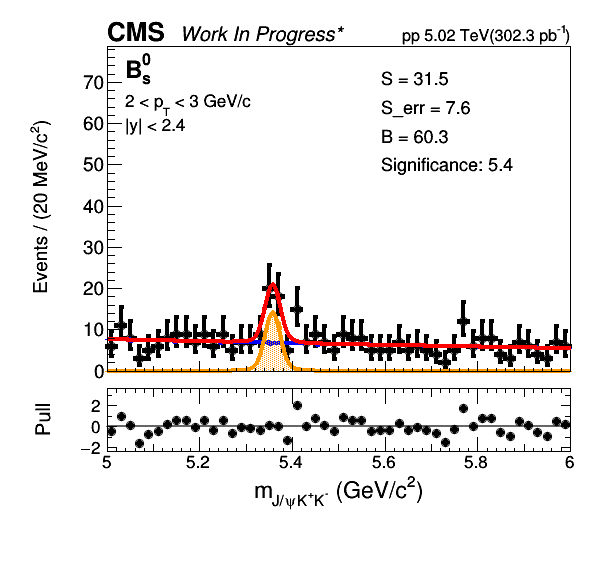 CMS Work In Progress* pp 5.02 TeV(302.3 pb⁻¹)
B⁰ₛ
2 < p_T < 3 GeV/c
|y| < 2.4
S = 31.5
S_err = 7.6
B = 60.3
Significance: 5.4
Events / (20 MeV/c²)
70
60
50
40
30
20
10
0
Pull
2
0
−2
5 5.2 5.4 5.6 5.8 6
m_J/ψK⁺K⁻ (GeV/c²)